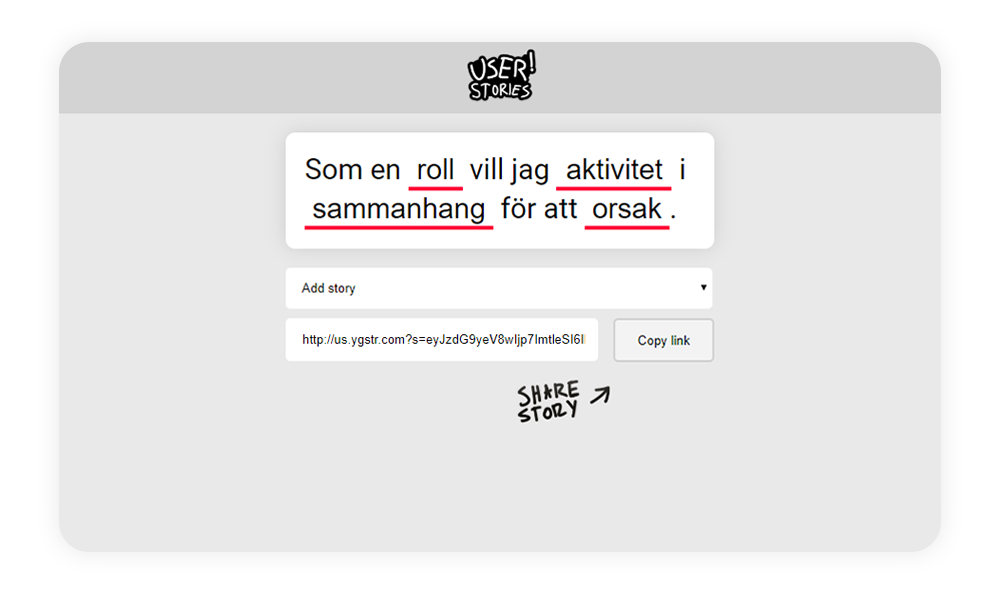 USER!
STORIES
Som en roll vill jag aktivitet i
sammanhang för att orsak.
Add story
http://us.ygstr.com?s=eyJzdG9yeV8wIjp7ImtleSI6I
Copy link
SHARE
STORY